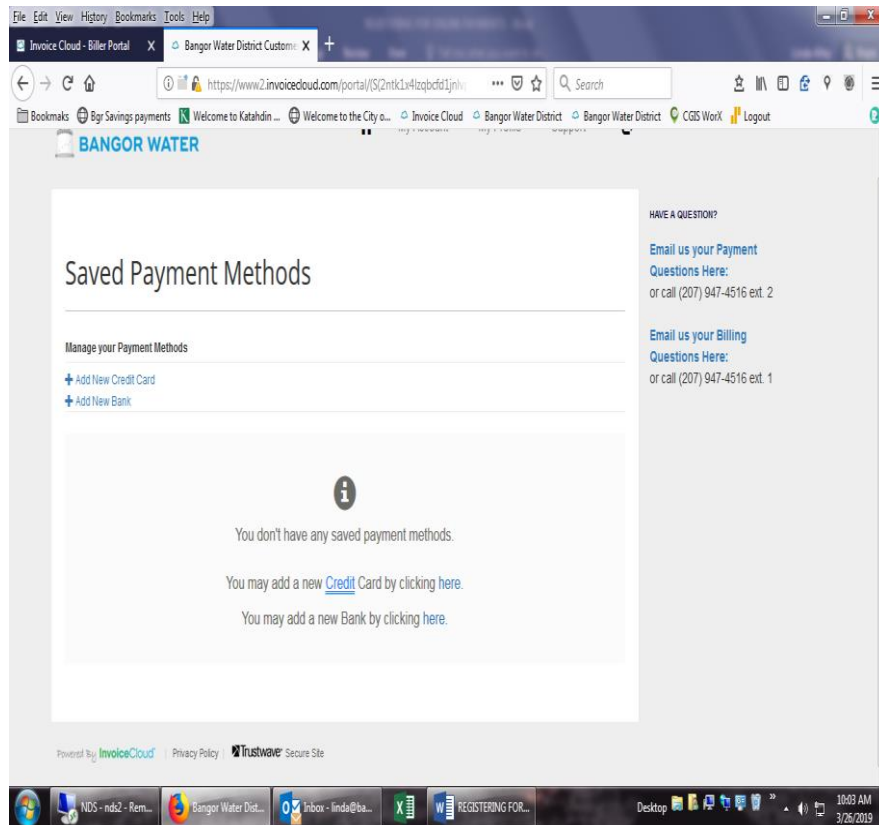 File Edit View History Bookmarks Tools Help
Invoice Cloud - Biller Portal X Bangor Water District Custome X +
https://www2.invoicecloud.com/portal/(S(2ntk1x4lzqbdfd1jnlv Search
Bookmaks Bgr Savings payments Welcome to Katahdin ... Welcome to the City o... Invoice Cloud Bangor Water District Bangor Water District CGIS WorX Logout
BANGOR WATER
My Account My Profile Support
HAVE A QUESTION?
Email us your Payment
Questions Here:
or call (207) 947-4516 ext. 2
Saved Payment Methods
Email us your Billing
Questions Here:
or call (207) 947-4516 ext. 1
Manage your Payment Methods
+ Add New Credit Card
+ Add New Bank
You don't have any saved payment methods.
You may add a new Credit Card by clicking here.
You may add a new Bank by clicking here.
Powered By InvoiceCloud | Privacy Policy | Trustwave Secure Site
NDS - nds2 - Rem... Bangor Water Dist... Inbox - linda@ba... REGISTERING FOR... Desktop » 10:03 AM
3/26/2019